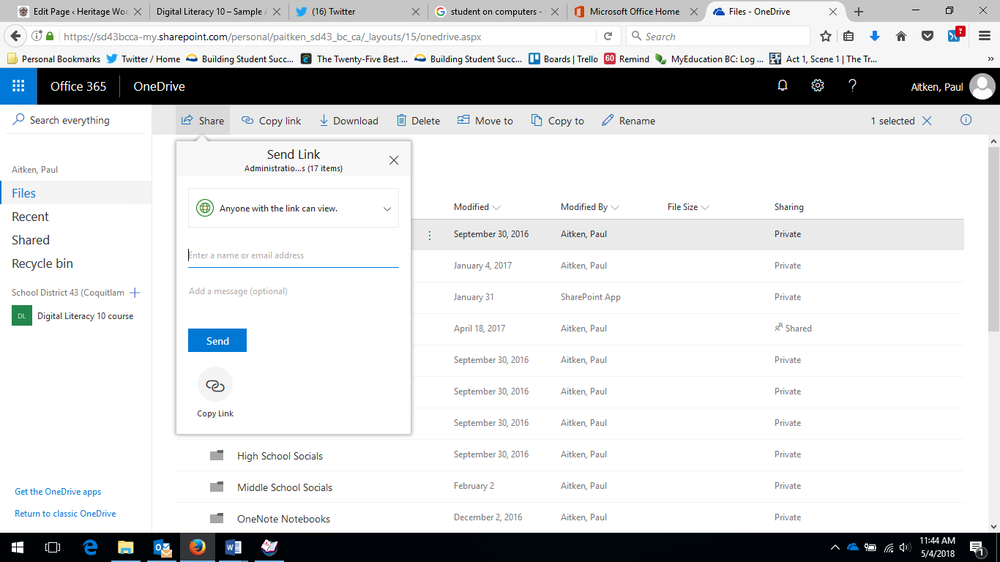 Edit Page ‹ Heritage Woo
Digital Literacy 10 – Sample A
(16) Twitter
student on computers -
Microsoft Office Home
Files - OneDrive
https://sd43bcca-my.sharepoint.com/personal/paitken_sd43_bc_ca/_layouts/15/onedrive.aspx
Search
Personal Bookmarks
Twitter / Home
Building Student Succ...
The Twenty-Five Best ...
Building Student Succ...
Boards | Trello
60 Remind
MyEducation BC: Log ...
Act 1, Scene 1 | The Tr...
Office 365
OneDrive
Aitken, Paul
Search everything
Share
Copy link
Download
Delete
Move to
Copy to
Rename
1 selected
Aitken, Paul
Files
Recent
Shared
Recycle bin
School District 43 (Coquitlam
DL Digital Literacy 10 course
Get the OneDrive apps
Return to classic OneDrive
Send Link
Administratio...s (17 items)
Anyone with the link can view.
Enter a name or email address
Add a message (optional)
Send
Copy Link
Modified Modified By File Size Sharing
September 30, 2016 Aitken, Paul Private
January 4, 2017 Aitken, Paul Private
January 31 SharePoint App Private
April 18, 2017 Aitken, Paul Shared
September 30, 2016 Aitken, Paul Private
September 30, 2016 Aitken, Paul Private
September 30, 2016 Aitken, Paul Private
High School Socials September 30, 2016 Aitken, Paul Private
Middle School Socials February 2 Aitken, Paul Private
OneNote Notebooks December 2, 2016 Aitken, Paul Private
11:44 AM
5/4/2018
1